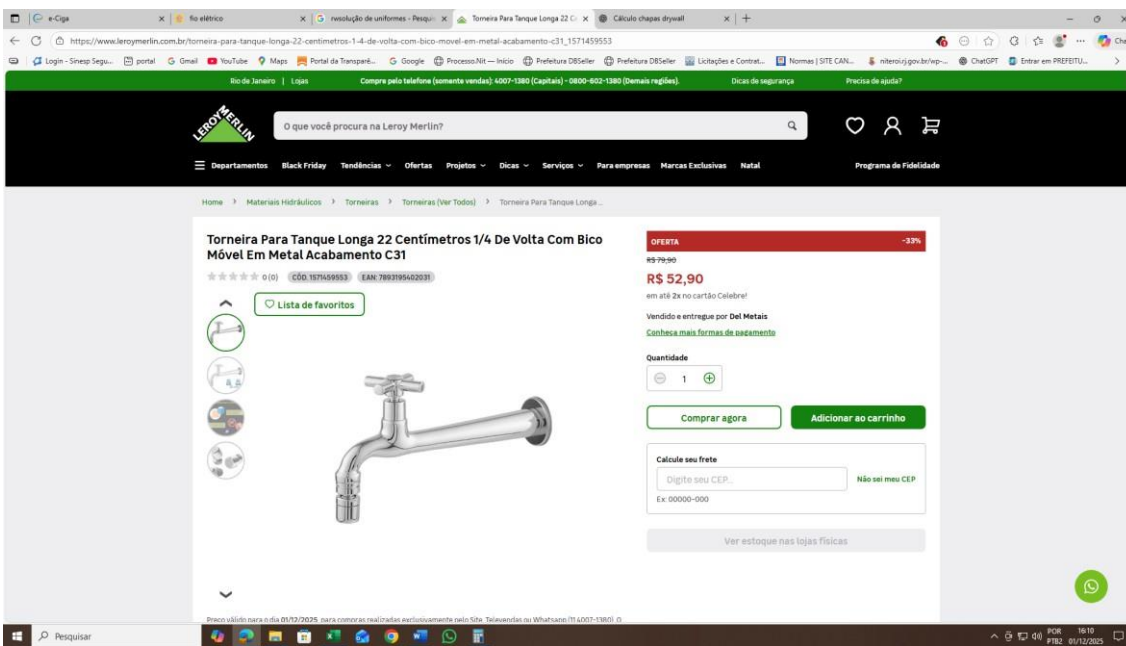 e-Ciga
fio elétrico
rwsolução de uniformes - Pesqui
Torneira Para Tanque Longa 22 C
Cálculo chapas drywall
https://www.leroymerlin.com.br/torneira-para-tanque-longa-22-centimetros-1-4-de-volta-com-bico-movel-em-metal-acabamento-c31_1571459553
Login - Sinesp Segu...
portal
Gmail
YouTube
Maps
Portal da Transparê...
Google
Processo.Nit — Início
Prefeitura DBSeller
Prefeitura DBSeller
Licitações e Contrat...
Normas | SITE CAN...
niteroi.rj.gov.br/wp-...
ChatGPT
Entrar em PREFEITU...
Rio de Janeiro | Lojas
Compre pelo telefone (somente vendas): 4007-1380 (Capitais) - 0800-602-1380 (Demais regiões).
Dicas de segurança
Precisa de ajuda?
LEROY MERLIN
O que você procura na Leroy Merlin?
Departamentos Black Friday Tendências Ofertas Projetos Dicas Serviços Para empresas Marcas Exclusivas Natal
Programa de Fidelidade
Home > Materiais Hidráulicos > Torneiras > Torneiras (Ver Todos) > Torneira Para Tanque Longa ...
Torneira Para Tanque Longa 22 Centímetros 1/4 De Volta Com Bico
Móvel Em Metal Acabamento C31
0 (0) CÓD. 1571459553 EAN: 7893195402031
Lista de favoritos
OFERTA -33%
R$ 79,90
R$ 52,90
em até 2x no cartão Celebre!
Vendido e entregue por Del Metais
Conheça mais formas de pagamento
Quantidade
1
Comprar agora
Adicionar ao carrinho
Calcule seu frete
Digite seu CEP...
Não sei meu CEP
Ex: 00000-000
Ver estoque nas lojas físicas
Preço válido para o dia 01/12/2025, para compras realizadas exclusivamente pelo Site, Televendas ou Whatsapp (11 4007-1380). O
Pesquisar
POR
PTB2
16:10
01/12/2025